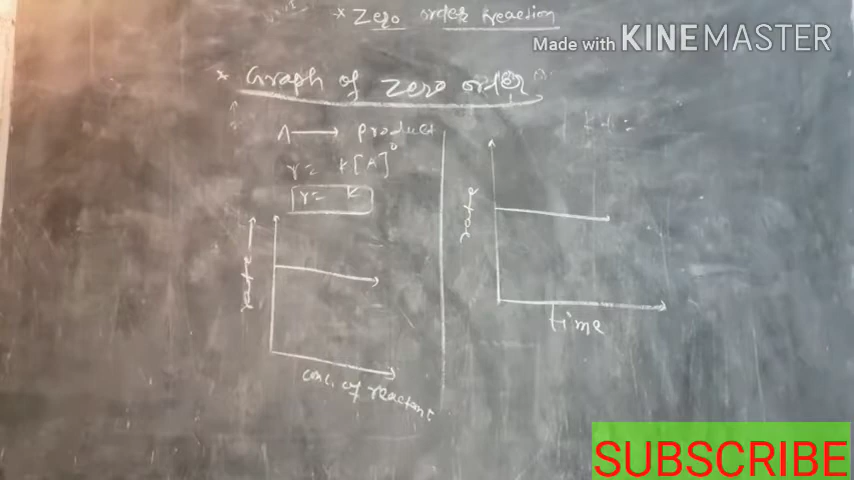 * Zero order reaction
Made with KINEMASTER
* Graph of zero order
A → Product
r = K[A]⁰
r = K
rate →
conc. of reactant
Kt =
rate
time
SUBSCRIBE